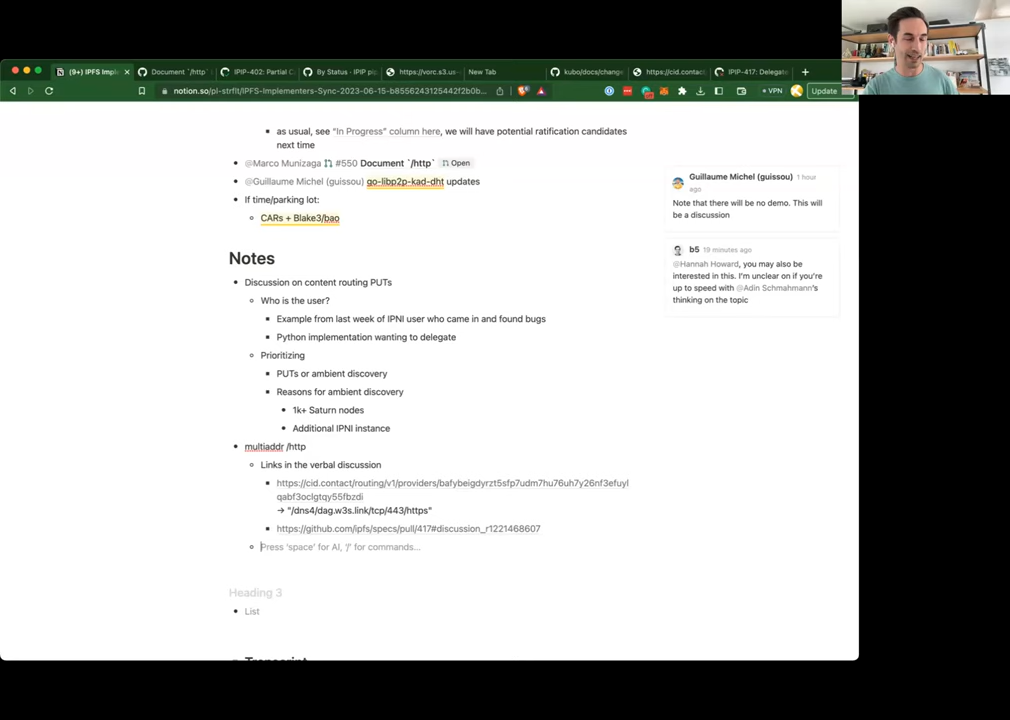 (9+) IPFS Imple
Document `/http`
IPIP-402: Partial C
By Status · IPIP pip
https://vorc.s3.us-
New Tab
kubo/docs/change
https://cid.contact
IPIP-417: Delegate
notion.so/pl-strflt/IPFS-Implementers-Sync-2023-06-15-b8556243125442f2b0b...
VPN
Update
as usual, see "In Progress" column here, we will have potential ratification candidates
next time
@Marco Munizaga #550 Document `/http` Open
@Guillaume Michel (guissou) go-libp2p-kad-dht updates
If time/parking lot:
CARs + Blake3/bao
Guillaume Michel (guissou) 1 hour
ago
Note that there will be no demo. This will
be a discussion
b5 19 minutes ago
@Hannah Howard, you may also be
interested in this. I'm unclear on if you're
up to speed with @Adin Schmahmann's
thinking on the topic
Notes
Discussion on content routing PUTs
Who is the user?
Example from last week of IPNI user who came in and found bugs
Python implementation wanting to delegate
Prioritizing
PUTs or ambient discovery
Reasons for ambient discovery
1k+ Saturn nodes
Additional IPNI instance
multiaddr /http
Links in the verbal discussion
https://cid.contact/routing/v1/providers/bafybeigdyrzt5sfp7udm7hu76uh7y26nf3efuyl
qabf3oclgtqy55fbzdi
→ "/dns4/dag.w3s.link/tcp/443/https"
https://github.com/ipfs/specs/pull/417#discussion_r1221468607
Press 'space' for AI, '/' for commands...
Heading 3
List
Transcript